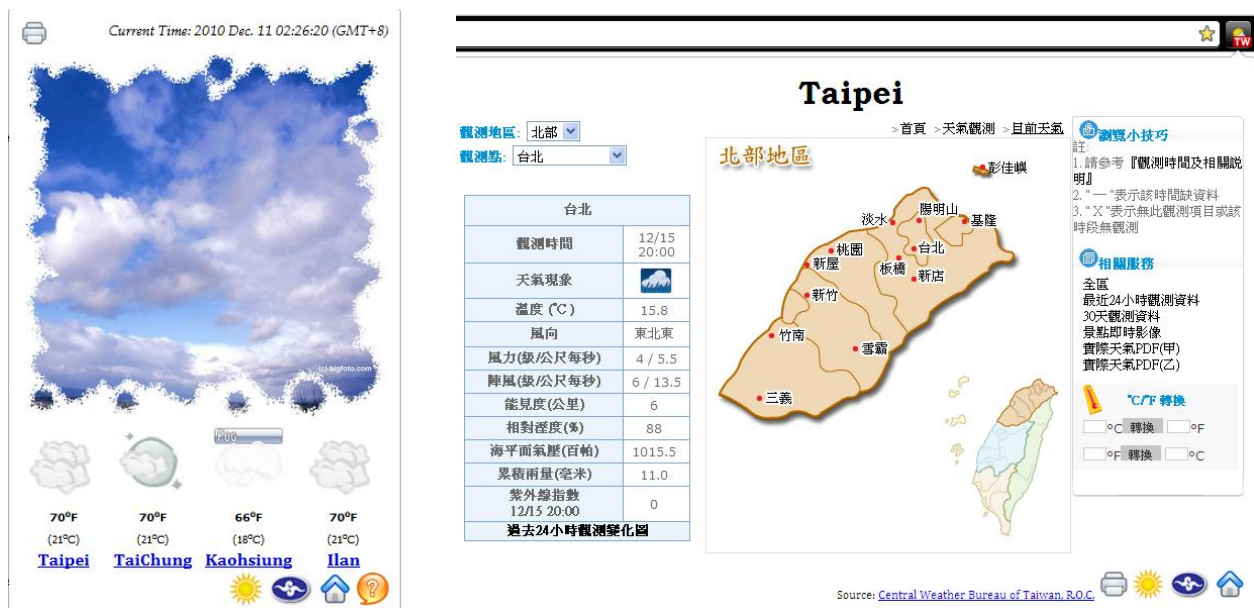 Current Time: 2010 Dec. 11 02:26:20 (GMT+8)
(c) bigfoto.com
Fog
70°F
70°F
66°F
70°F
(21°C)
(21°C)
(18°C)
(21°C)
Taipei
TaiChung
Kaohsiung
Ilan
TW
Taipei
觀測地區: 北部
觀測點: 台北
>首頁 >天氣觀測 >目前天氣
台北
觀測時間 12/15 20:00
天氣現象
溫度 (℃) 15.8
風向 東北東
風力(級/公尺每秒) 4 / 5.5
陣風(級/公尺每秒) 6 / 13.5
能見度(公里) 6
相對溼度(%) 88
海平面氣壓(百帕) 1015.5
累積雨量(毫米) 11.0
紫外線指數 12/15 20:00 0
過去24小時觀測變化圖
北部地區
彭佳嶼
陽明山
淡水
基隆
桃園
台北
新屋
板橋
新店
新竹
竹南
雪霸
三義
瀏覽小技巧
註:
1.請參考『觀測時間及相關說
明』
2."一"表示該時間缺資料
3."X"表示無此觀測項目或該
時段無觀測
相關服務
全區
最近24小時觀測資料
30天觀測資料
景點即時影像
實際天氣PDF(甲)
實際天氣PDF(乙)
℃/℉ 轉換
°C 轉換 °F
°F 轉換 °C
Source: Central Weather Bureau of Taiwan, R.O.C.